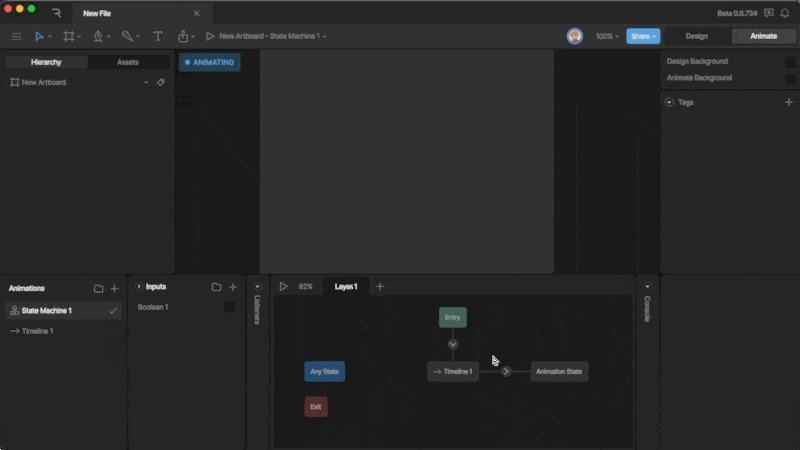 New File
Beta 0.8.734
New Artboard - State Machine 1
100%
Share
Design
Animate
Hierarchy
Assets
ANIMATING
Design Background
New Artboard
Animate Background
Tags
Animations
Inputs
92%
Layer 1
State Machine 1
Boolean 1
Listeners
Console
Entry
Timeline 1
Any State
Timeline 1
Animation State
Exit